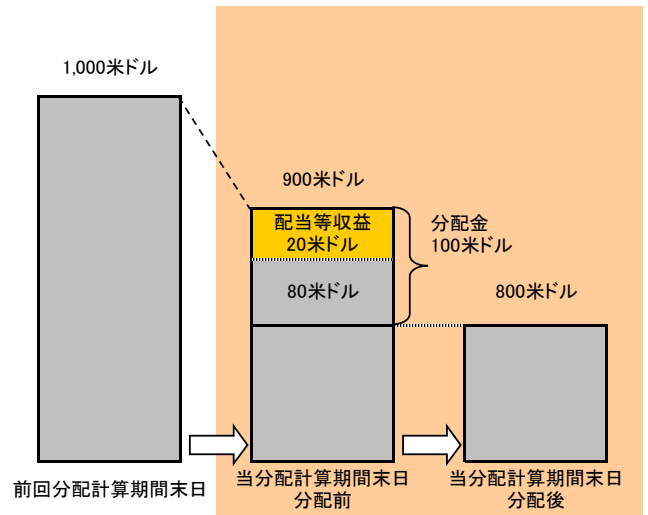 1,000米ドル
900米ドル
配当等収益
20米ドル
分配金
100米ドル
80米ドル
800米ドル
前回分配計算期間末日
当分配計算期間末日
分配前
当分配計算期間末日
分配後